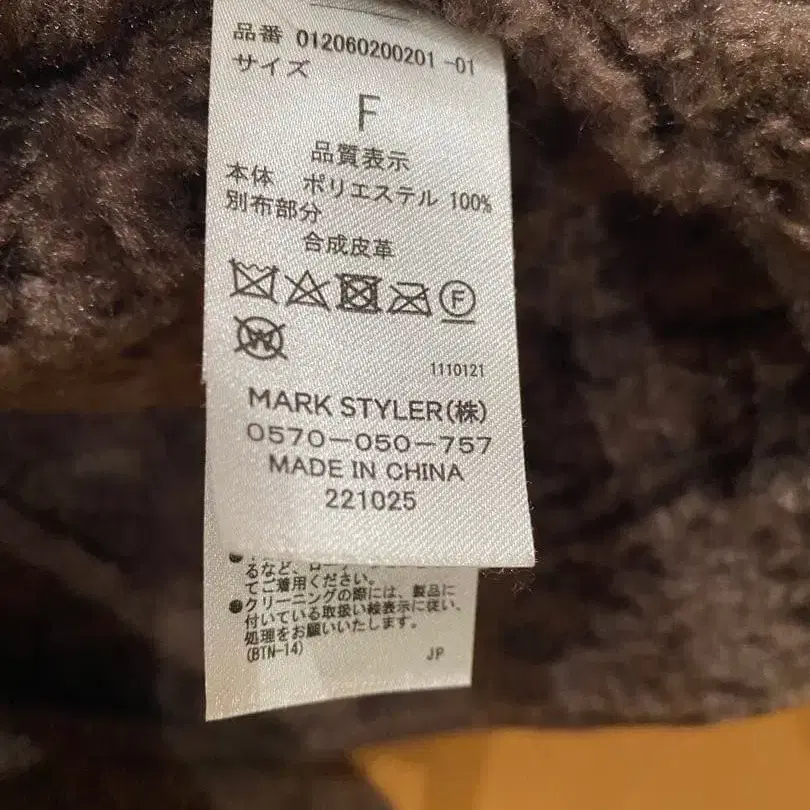 品番 012060200201 -01
サイズ
F
品質表示
本体 ポリエステル 100%
別布部分
合成皮革
F
W
1110121
MARK STYLER(株)
0570-050-757
MADE IN CHINA
221025
るなど、
てご着用ください。
●クリーニングの際には、製品に
付いている取扱い絵表示に従い、
処理をお願いいたします。
(BTN-14)
JP